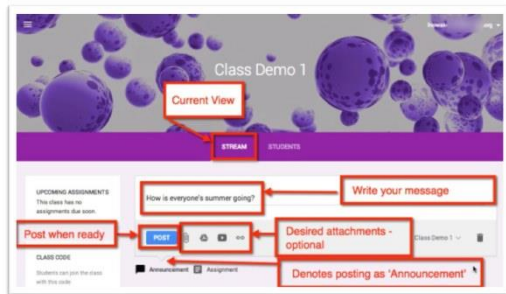 Class Demo 1
Current View
STREAM STUDENTS
UPCOMING ASSIGNMENTS
This class has no
assignments due soon
How is everyone's summer going?
Write your message
Post when ready
POST
Desired attachments -
optional
Class Demo 1
CLASS CODE
Students can join the class
with this code
Announcement Assignment
Denotes posting as 'Announcement'